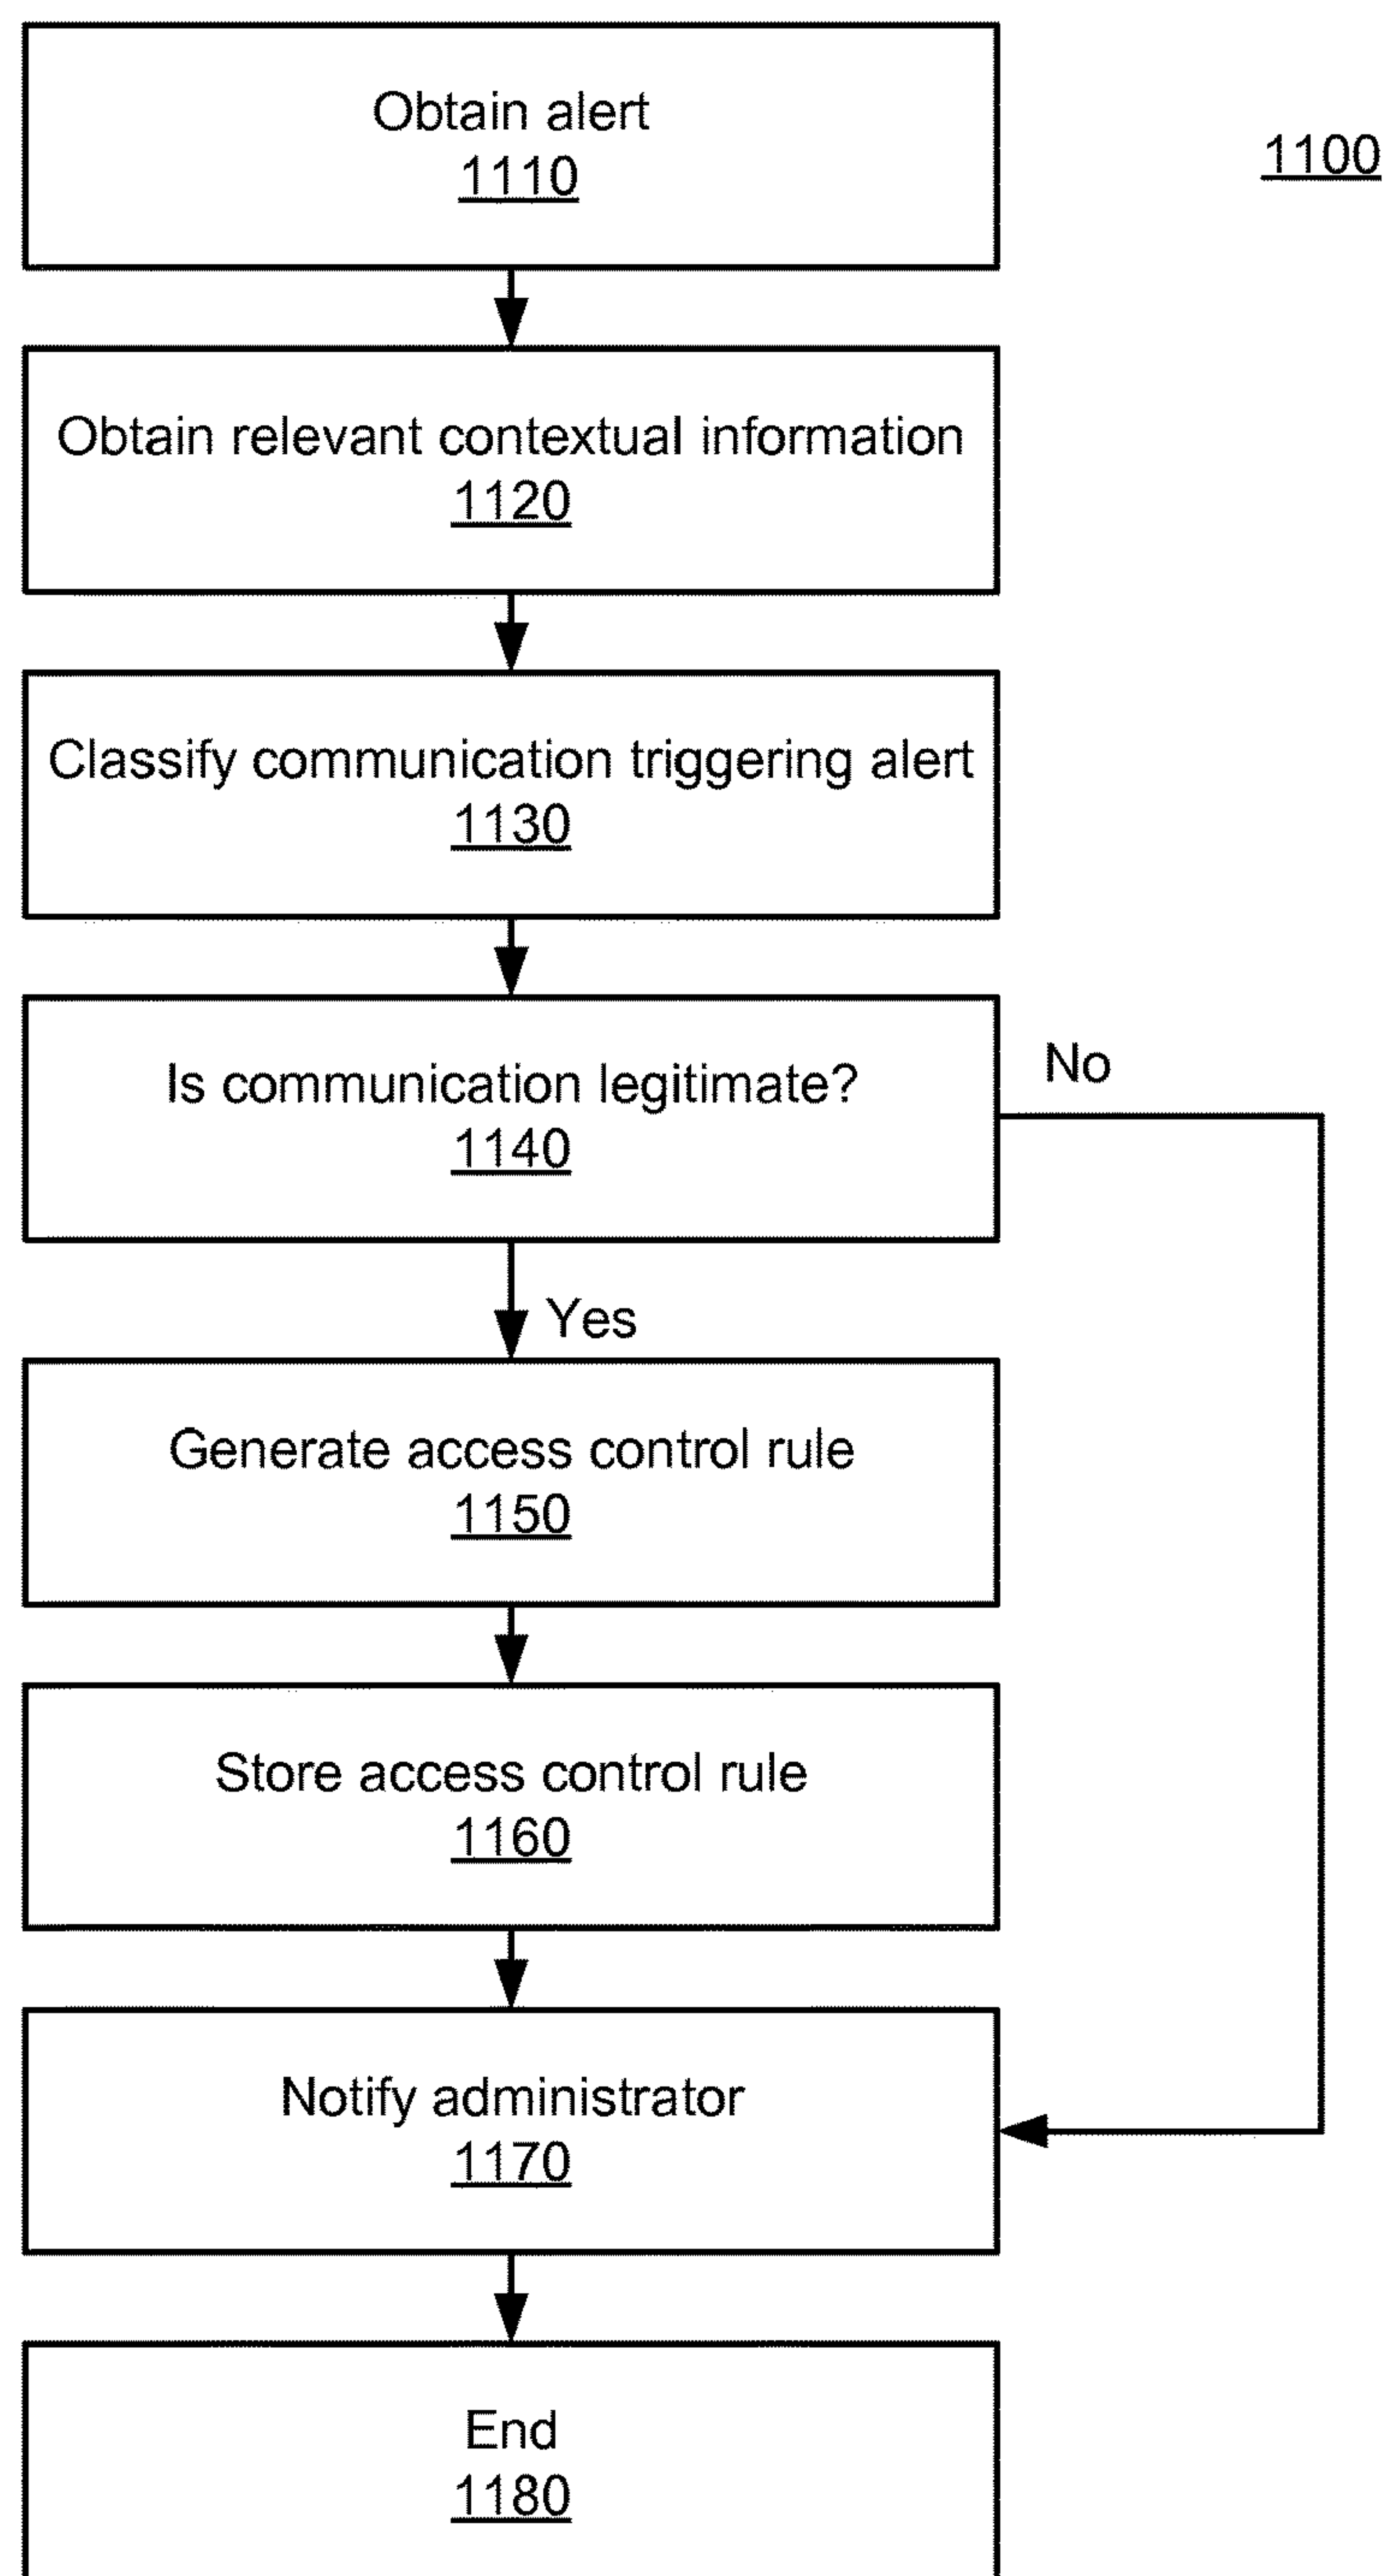 Obtain alert
1110
1100
Obtain relevant contextual information
1120
Classify communication triggering alert
1130
Is communication legitimate?
1140
No
Yes
Generate access control rule
1150
Store access control rule
1160
Notify administrator
1170
End
1180